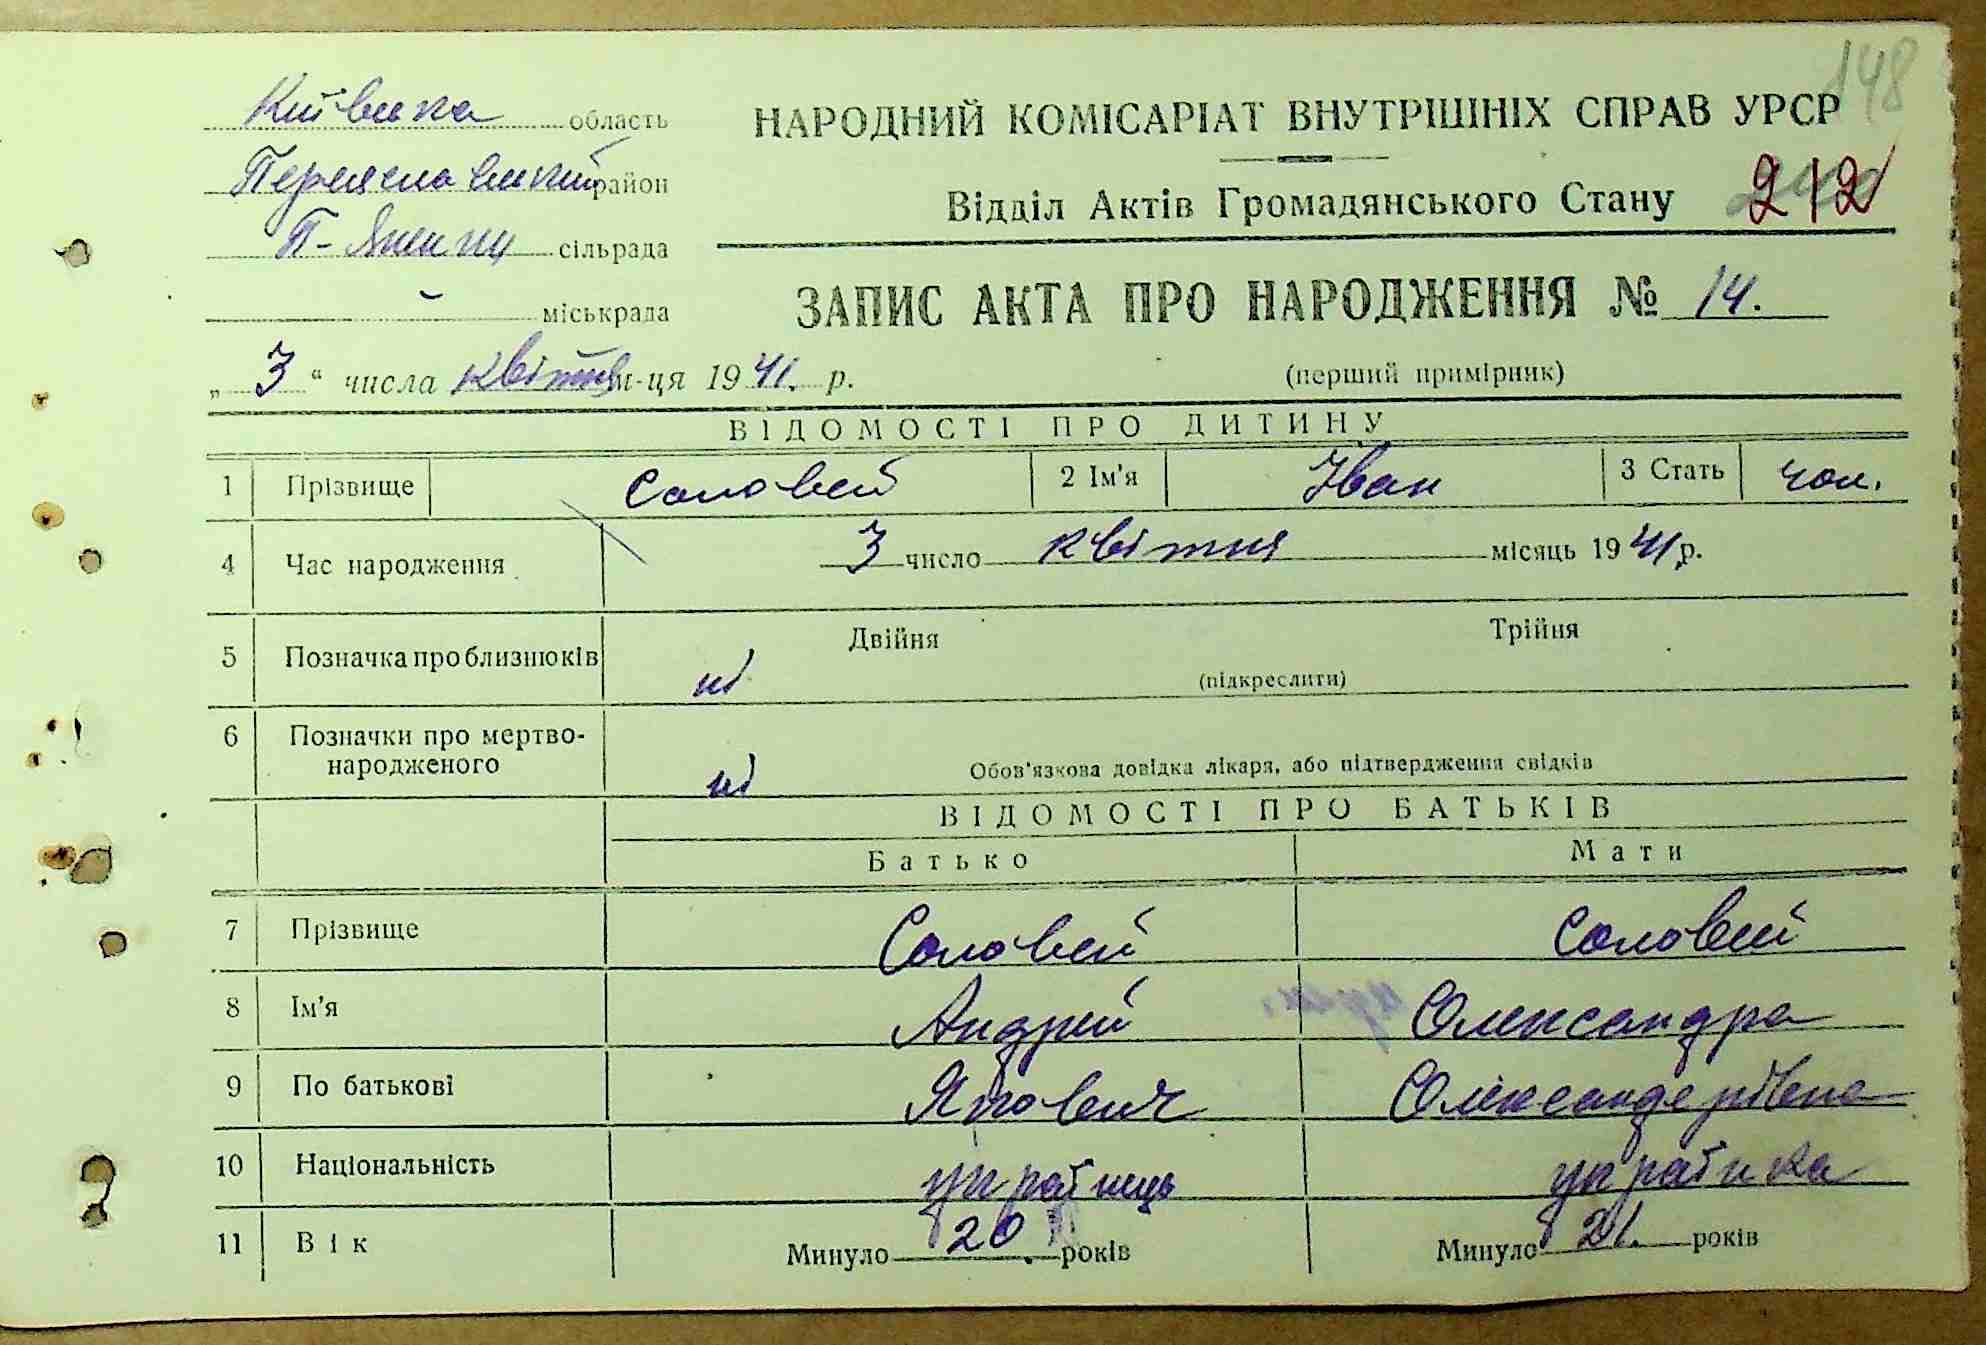 148
Київська область
НАРОДНИЙ КОМІСАРІАТ ВНУТРІШНІХ СПРАВ УРСР
Переяславський район
Відділ Актів Громадянського Стану 212
сільрада
- міськрада
ЗАПИС АКТА ПРО НАРОДЖЕННЯ № 14.
„ 3 “ числа квітня м-ця 1941. р.
(перший примірник)
ВІДОМОСТІ ПРО ДИТИНУ
1 Прізвище Соловей 2 Ім'я Іван 3 Стать чол.
4 Час народження 3 число квітня місяць 1941 р.
5 Позначка про близнюків ні Двійня Трійня
(підкреслити)
6 Позначки про мертво-
народженого ні Обов'язкова довідка лікаря, або підтвердження свідків
ВІДОМОСТІ ПРО БАТЬКІВ
Батько Мати
7 Прізвище Соловей Соловей
8 Ім'я Андрей Олександра
9 По батькові Олександерівна
10 Національність українець українка
11 Вік Минуло 20 років Минуло 21. років